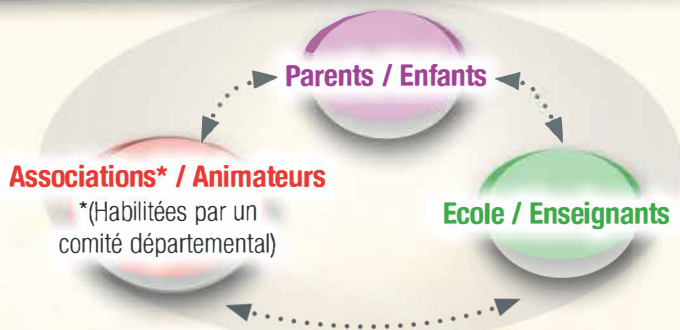 Parents / Enfants
Associations* / Animateurs
*(Habilitées par un
comité départemental)
Ecole / Enseignants